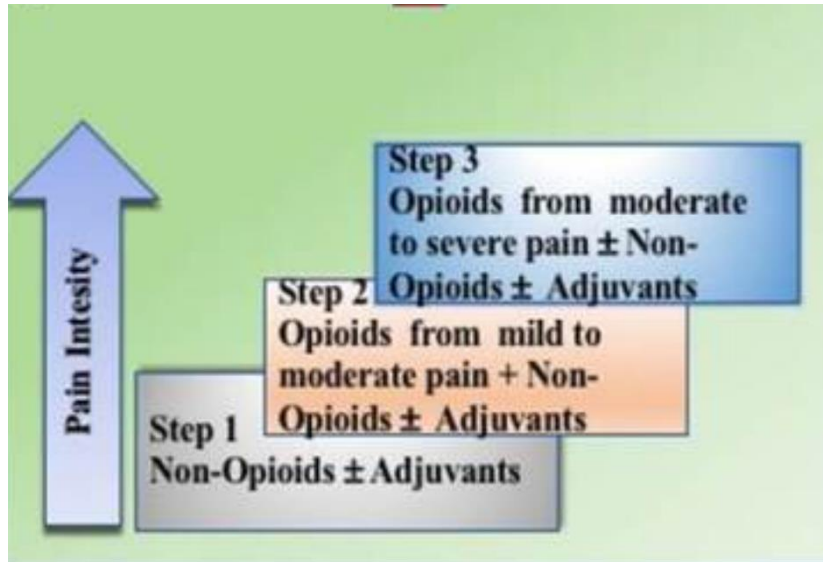 Step 3
Opioids from moderate
to severe pain ± Non-
Opioids ± Adjuvants
Step 2
Opioids from mild to
moderate pain + Non-
Opioids ± Adjuvants
Step 1
Non-Opioids ± Adjuvants
Pain Intesity